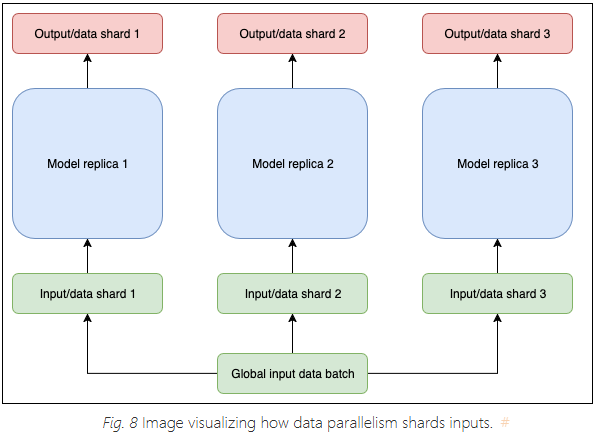 Output/data shard 1
Output/data shard 2
Output/data shard 3
Model replica 1
Model replica 2
Model replica 3
Input/data shard 1
Input/data shard 2
Input/data shard 3
Global input data batch
Fig. 8 Image visualizing how data parallelism shards inputs. #